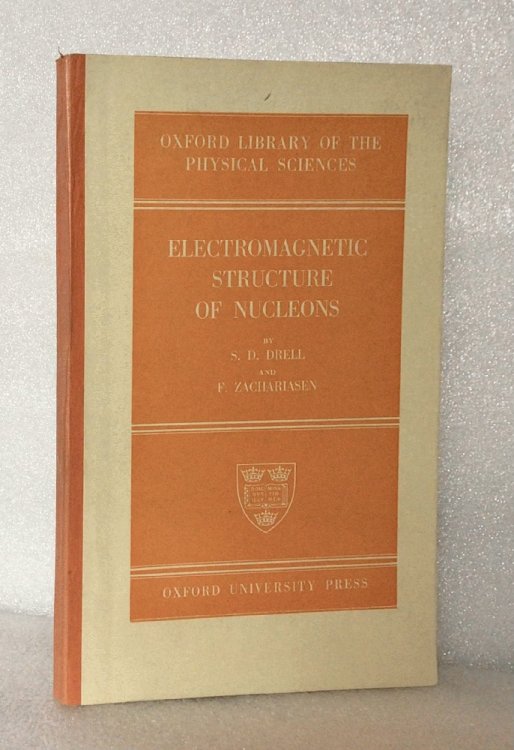 OXFORD LIBRARY OF THE
PHYSICAL SCIENCES
ELECTROMAGNETIC
STRUCTURE
OF NUCLEONS
BY
S. D. DRELL
AND
F. ZACHARIASEN
OXFORD UNIVERSITY PRESS